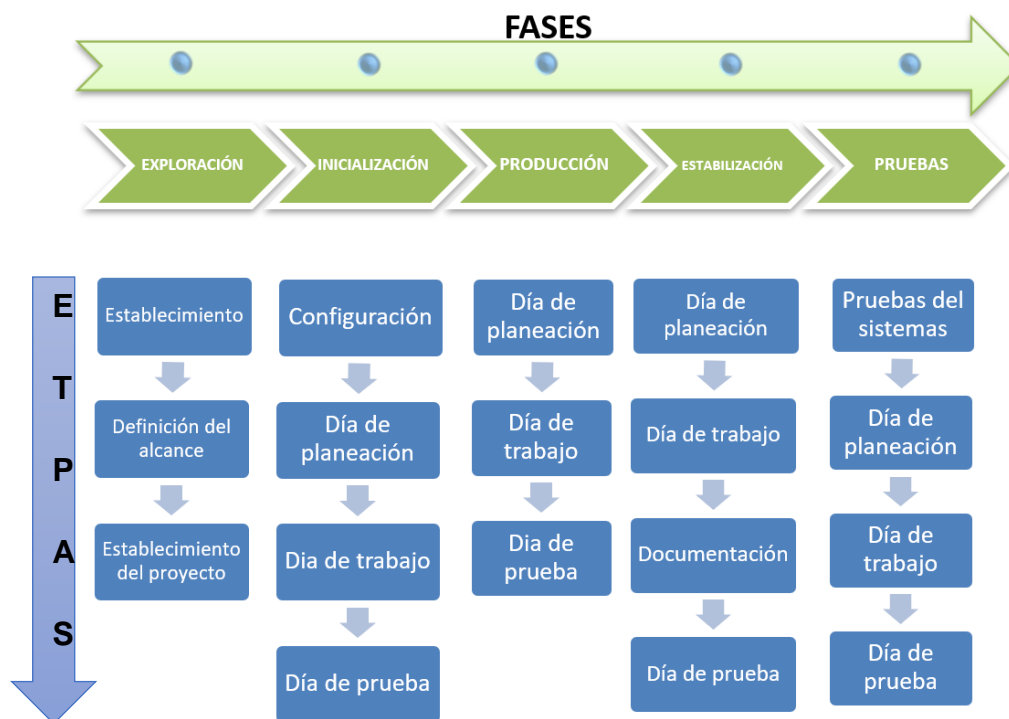 FASES
EXPLORACIÓN
INICIALIZACIÓN
PRODUCCIÓN
ESTABILIZACIÓN
PRUEBAS
E
T
P
A
S
Establecimiento
Definición del
alcance
Establecimiento
del proyecto
Configuración
Día de
planeación
Dia de trabajo
Día de prueba
Día de
planeación
Día de
trabajo
Dia de
prueba
Día de
planeación
Día de trabajo
Documentación
Día de prueba
Pruebas del
sistemas
Día de
planeación
Día de
trabajo
Día de
prueba